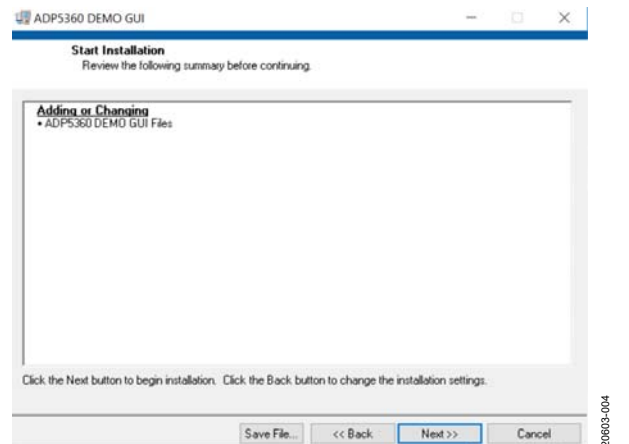 ADP5360 DEMO GUI
Start Installation
Review the following summary before continuing.
Adding or Changing
• ADP5360 DEMO GUI Files
Click the Next button to begin installation. Click the Back button to change the installation settings.
Save File... << Back Next >> Cancel
20603-004